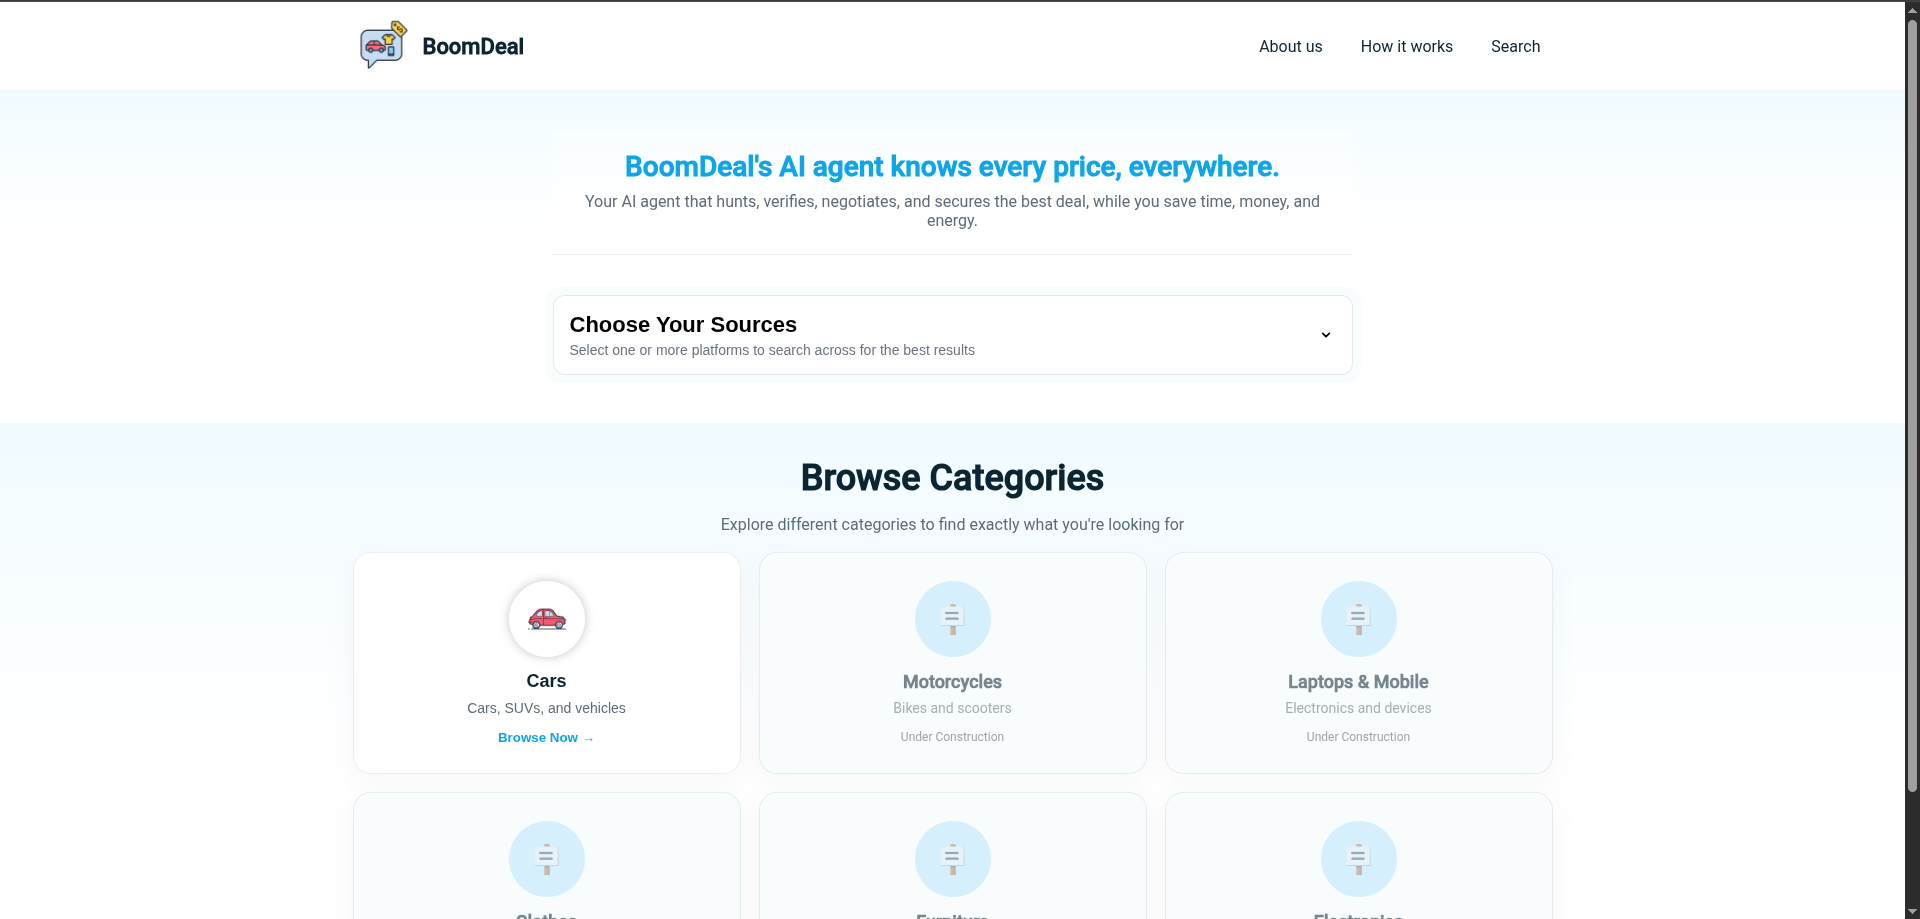 BoomDeal
About us
How it works
Search
BoomDeal's AI agent knows every price, everywhere.
Your AI agent that hunts, verifies, negotiates, and secures the best deal, while you save time, money, and
energy.
Choose Your Sources
Select one or more platforms to search across for the best results
Browse Categories
Explore different categories to find exactly what you're looking for
Cars
Cars, SUVs, and vehicles
Browse Now →
Motorcycles
Bikes and scooters
Under Construction
Laptops & Mobile
Electronics and devices
Under Construction
Clothes
Furniture
Electronics